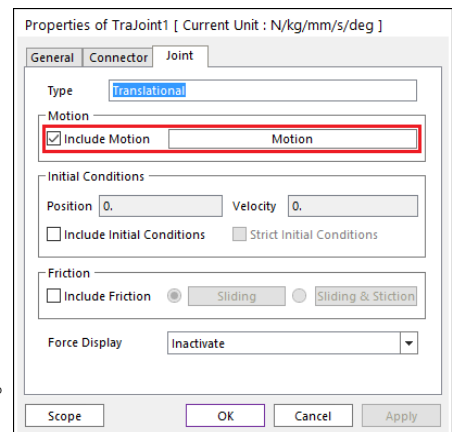 Properties of TraJoint1 [ Current Unit : N/kg/mm/s/deg ]
General Connector Joint
Type Translational
Motion
Include Motion Motion
Initial Conditions
Position 0. Velocity 0.
Include Initial Conditions Strict Initial Conditions
Friction
Include Friction Sliding Sliding & Stiction
Force Display Inactivate
Scope OK Cancel Apply